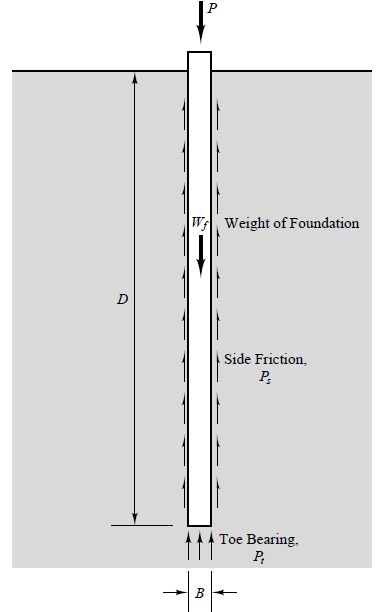 P
W_f Weight of Foundation
D
Side Friction,
P_s
Toe Bearing,
P_t
B